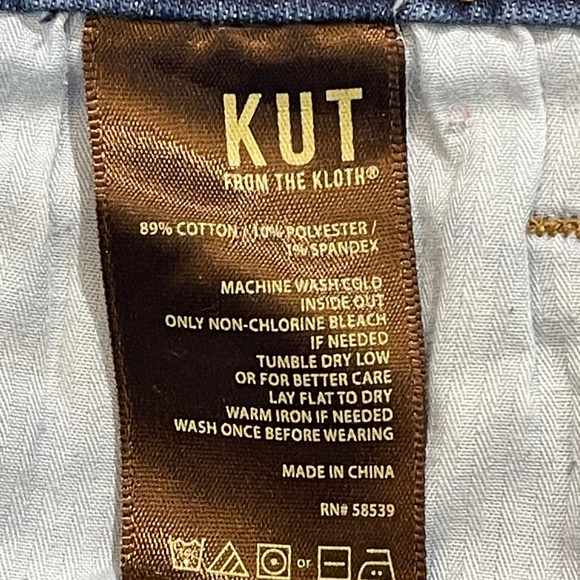 KUT
FROM THE KLOTH®
89% COTTON / 10% POLYESTER /
1% SPANDEX
MACHINE WASH COLD
INSIDE OUT
ONLY NON-CHLORINE BLEACH
IF NEEDED
TUMBLE DRY LOW
OR FOR BETTER CARE
LAY FLAT TO DRY
WARM IRON IF NEEDED
WASH ONCE BEFORE WEARING
MADE IN CHINA
RN# 58539
or